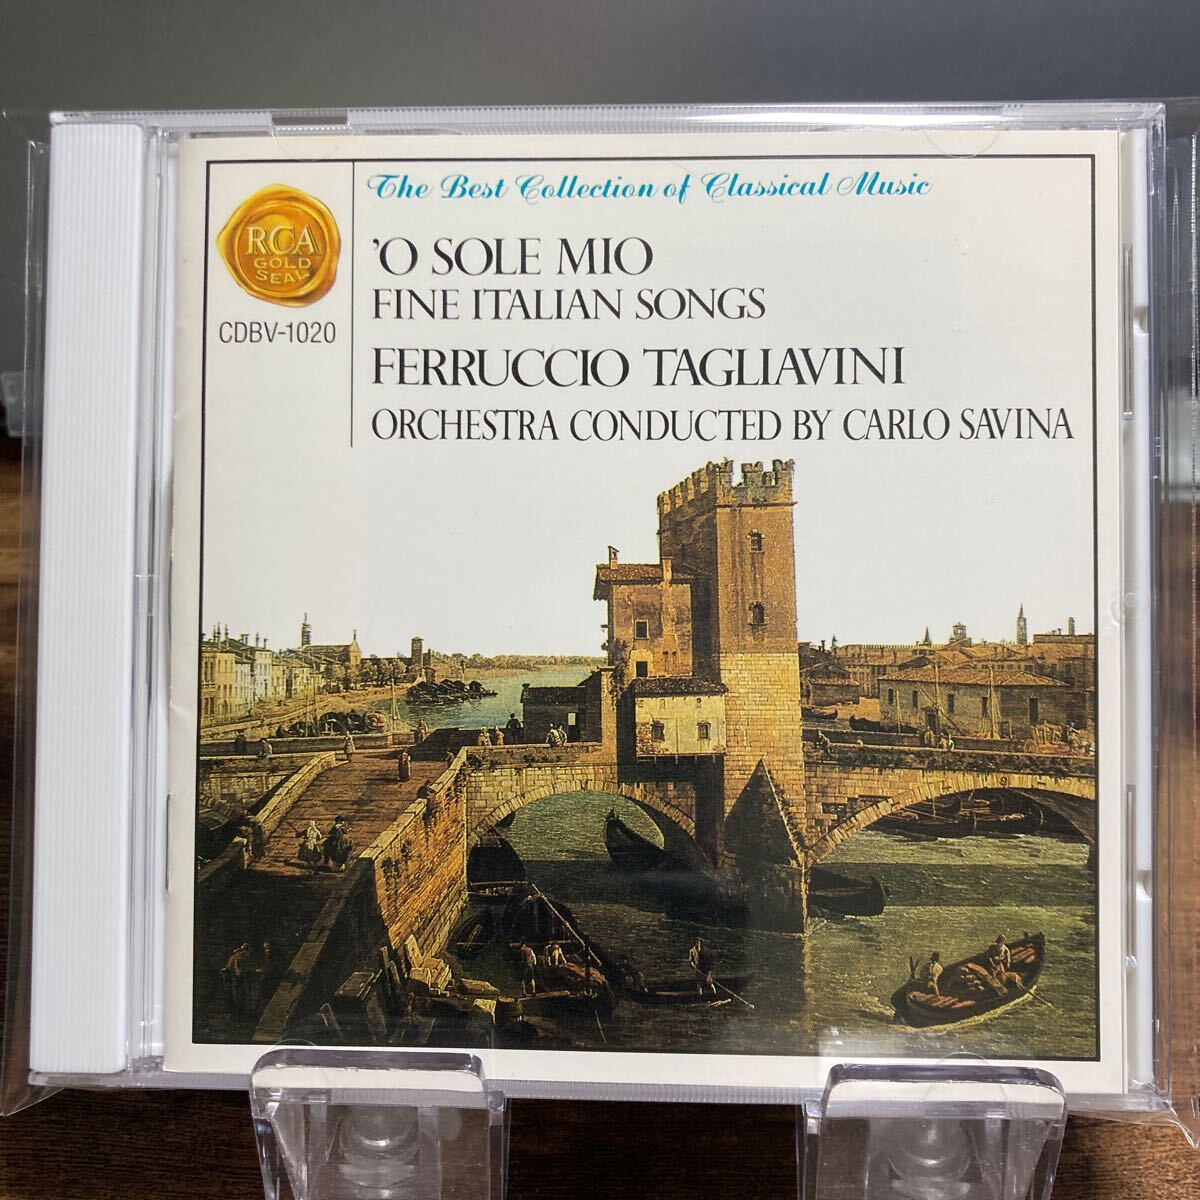 The Best Collection of Classical Music
RCA
GOLD
SEAL
CDBV-1020
'O SOLE MIO
FINE ITALIAN SONGS
FERRUCCIO TAGLIAVINI
ORCHESTRA CONDUCTED BY CARLO SAVINA